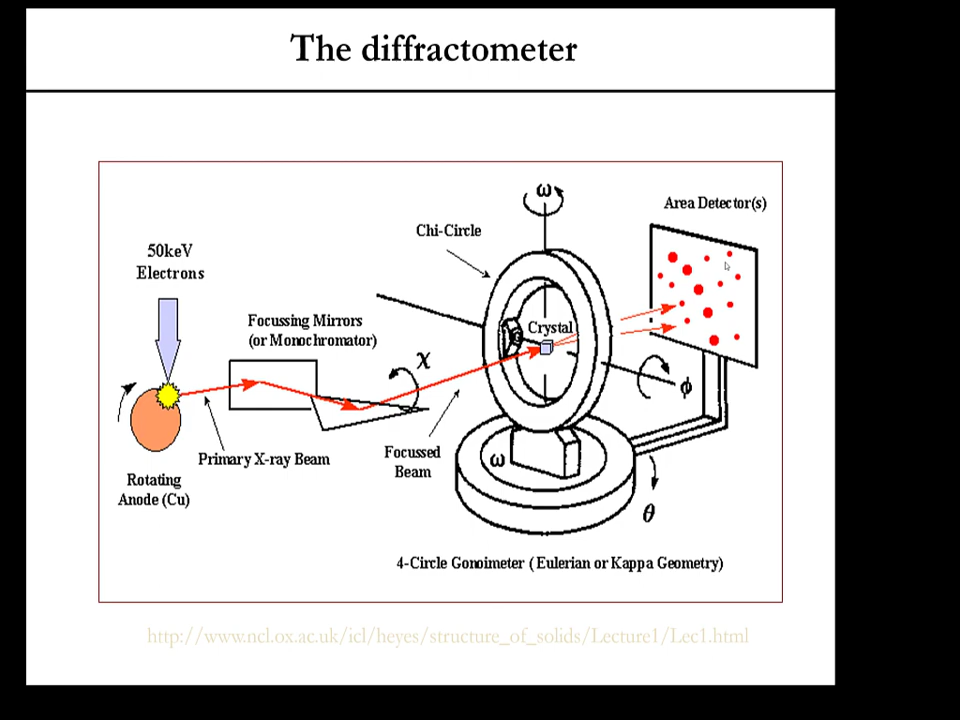 The diffractometer
ω
Area Detector(s)
Chi-Circle
50keV
Electrons
Focussing Mirrors
(or Monochromator)
Crystal
χ
ϕ
Primary X-ray Beam
Focussed
Beam
ω
Rotating
Anode (Cu)
θ
4-Circle Gonoimeter ( Eulerian or Kappa Geometry)
http://www.ncl.ox.ac.uk/icl/heyes/structure_of_solids/Lecture1/Lec1.html